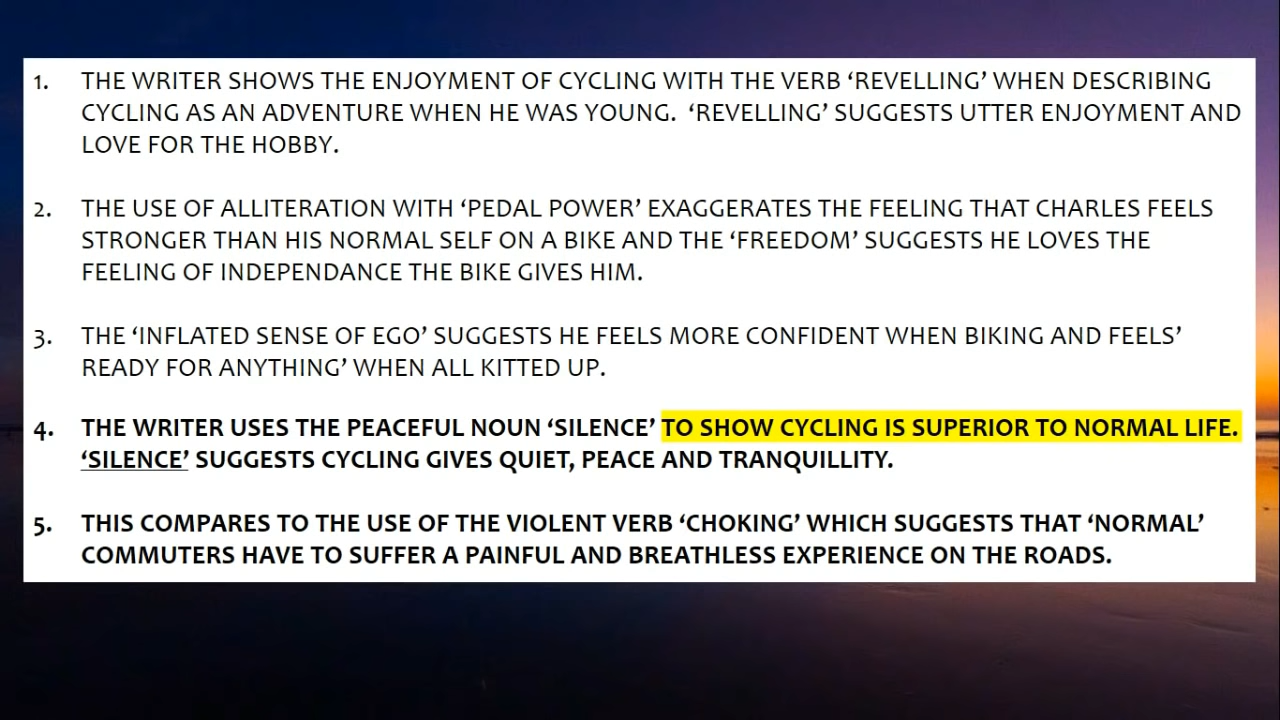 1. THE WRITER SHOWS THE ENJOYMENT OF CYCLING WITH THE VERB ‘REVELLING’ WHEN DESCRIBING
CYCLING AS AN ADVENTURE WHEN HE WAS YOUNG. ‘REVELLING’ SUGGESTS UTTER ENJOYMENT AND
LOVE FOR THE HOBBY.
2. THE USE OF ALLITERATION WITH ‘PEDAL POWER’ EXAGGERATES THE FEELING THAT CHARLES FEELS
STRONGER THAN HIS NORMAL SELF ON A BIKE AND THE ‘FREEDOM’ SUGGESTS HE LOVES THE
FEELING OF INDEPENDANCE THE BIKE GIVES HIM.
3. THE ‘INFLATED SENSE OF EGO’ SUGGESTS HE FEELS MORE CONFIDENT WHEN BIKING AND FEELS’
READY FOR ANYTHING’ WHEN ALL KITTED UP.
4. THE WRITER USES THE PEACEFUL NOUN ‘SILENCE’ TO SHOW CYCLING IS SUPERIOR TO NORMAL LIFE.
‘SILENCE’ SUGGESTS CYCLING GIVES QUIET, PEACE AND TRANQUILLITY.
5. THIS COMPARES TO THE USE OF THE VIOLENT VERB ‘CHOKING’ WHICH SUGGESTS THAT ‘NORMAL’
COMMUTERS HAVE TO SUFFER A PAINFUL AND BREATHLESS EXPERIENCE ON THE ROADS.